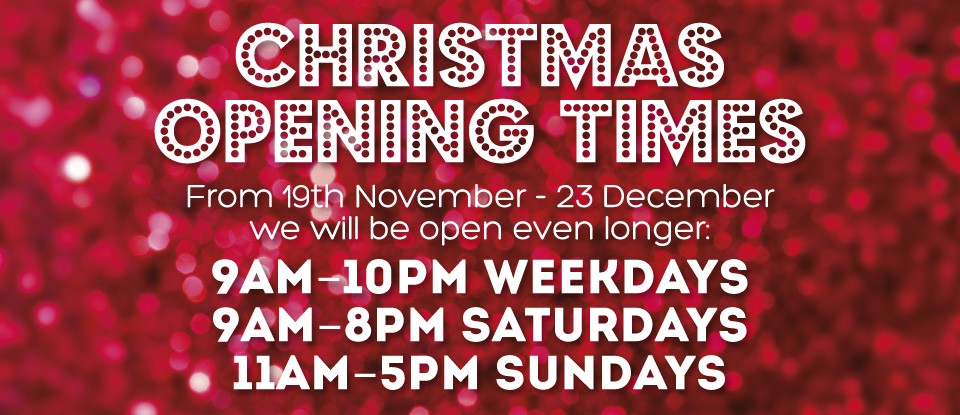 CHRISTMAS
OPENING TIMES
From 19th November - 23 December
we will be open even longer:
9AM–10PM WEEKDAYS
9AM–8PM SATURDAYS
11AM–5PM SUNDAYS